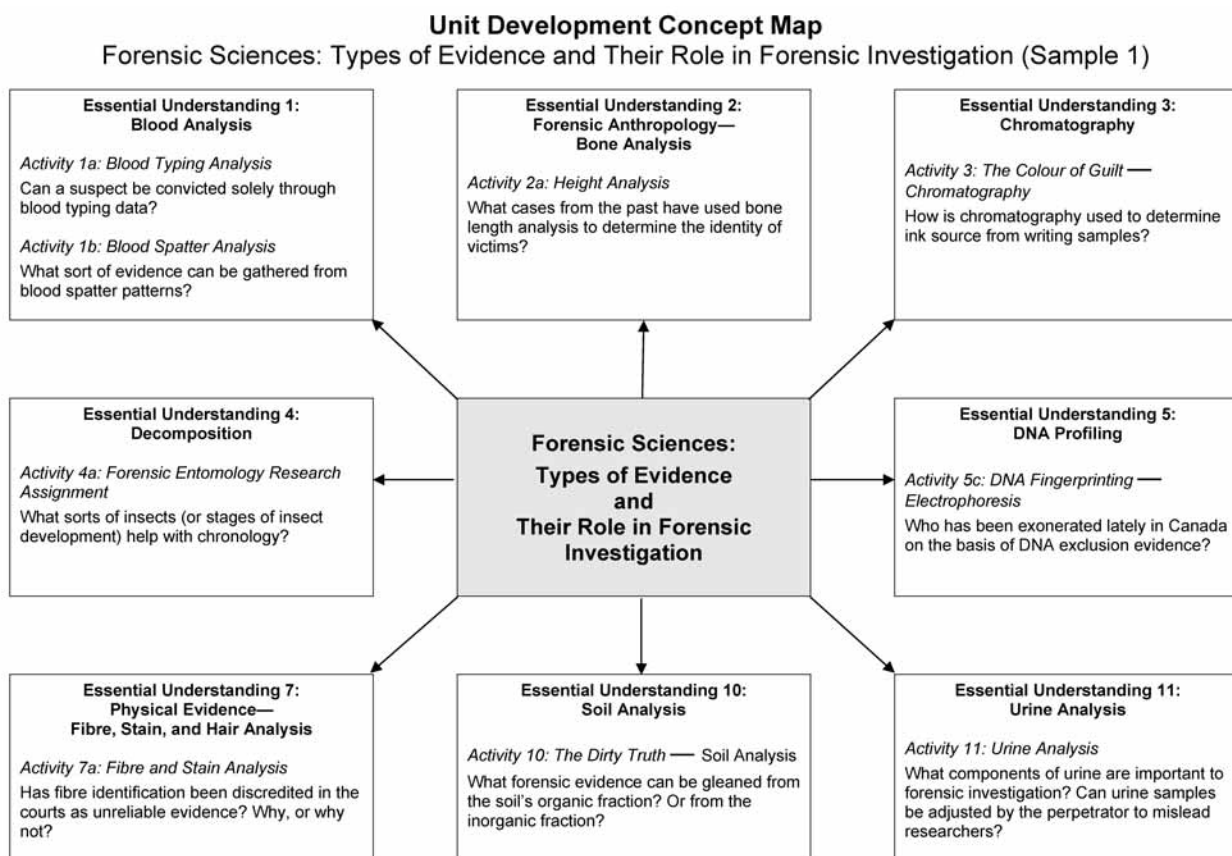 Unit Development Concept Map
Forensic Sciences: Types of Evidence and Their Role in Forensic Investigation (Sample 1)
Essential Understanding 1:
Blood Analysis
Activity 1a: Blood Typing Analysis
Can a suspect be convicted solely through
blood typing data?
Activity 1b: Blood Spatter Analysis
What sort of evidence can be gathered from
blood spatter patterns?
Essential Understanding 2:
Forensic Anthropology—
Bone Analysis
Activity 2a: Height Analysis
What cases from the past have used bone
length analysis to determine the identity of
victims?
Essential Understanding 3:
Chromatography
Activity 3: The Colour of Guilt —
Chromatography
How is chromatography used to determine
ink source from writing samples?
Essential Understanding 4:
Decomposition
Activity 4a: Forensic Entomology Research
Assignment
What sorts of insects (or stages of insect
development) help with chronology?
Forensic Sciences:
Types of Evidence
and
Their Role in Forensic
Investigation
Essential Understanding 5:
DNA Profiling
Activity 5c: DNA Fingerprinting —
Electrophoresis
Who has been exonerated lately in Canada
on the basis of DNA exclusion evidence?
Essential Understanding 7:
Physical Evidence—
Fibre, Stain, and Hair Analysis
Activity 7a: Fibre and Stain Analysis
Has fibre identification been discredited in the
courts as unreliable evidence? Why, or why
not?
Essential Understanding 10:
Soil Analysis
Activity 10: The Dirty Truth — Soil Analysis
What forensic evidence can be gleaned from
the soil's organic fraction? Or from the
inorganic fraction?
Essential Understanding 11:
Urine Analysis
Activity 11: Urine Analysis
What components of urine are important to
forensic investigation? Can urine samples
be adjusted by the perpetrator to mislead
researchers?